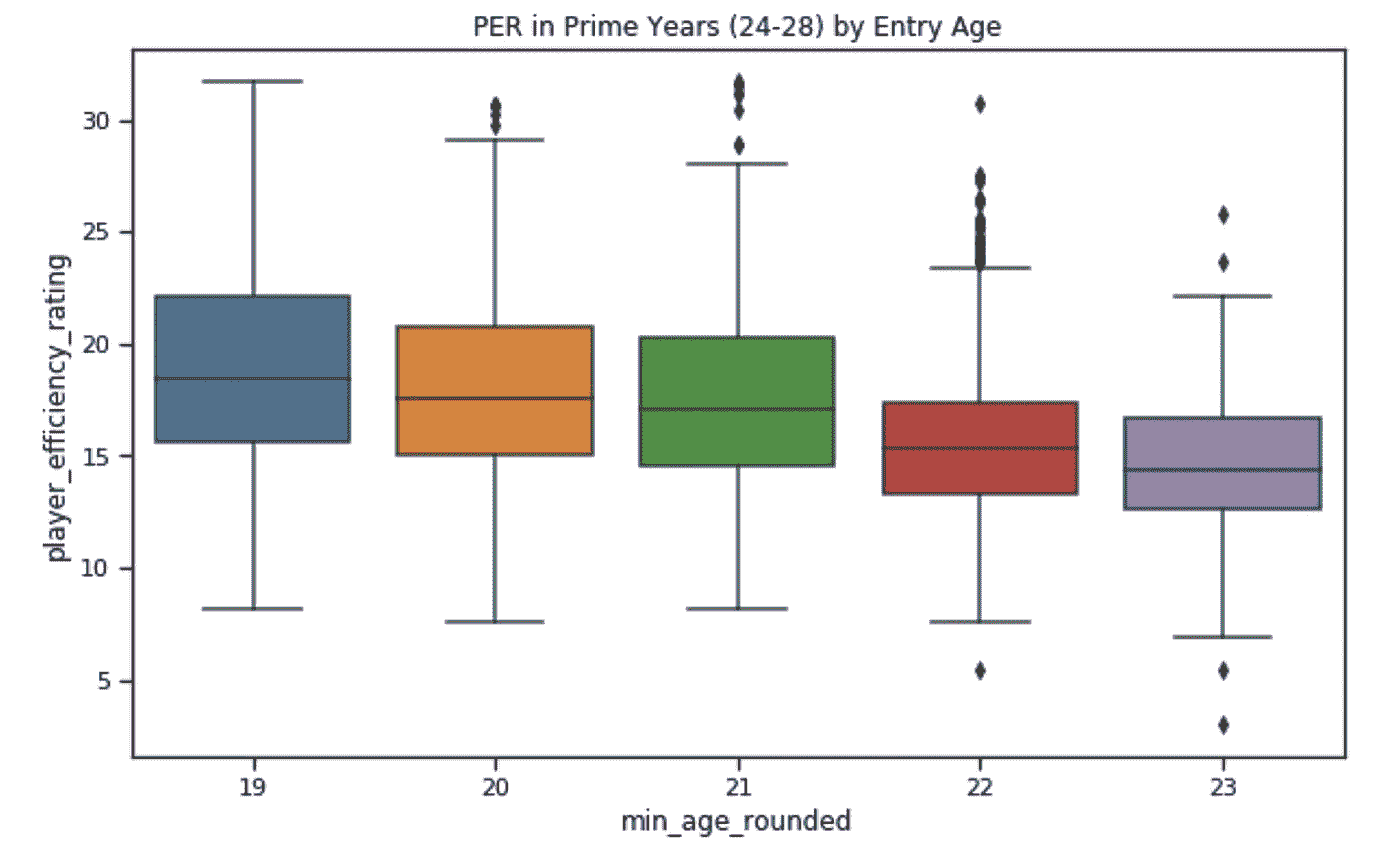 PER in Prime Years (24-28) by Entry Age
30
25
20
15
10
5
player_efficiency_rating
19 20 21 22 23
min_age_rounded